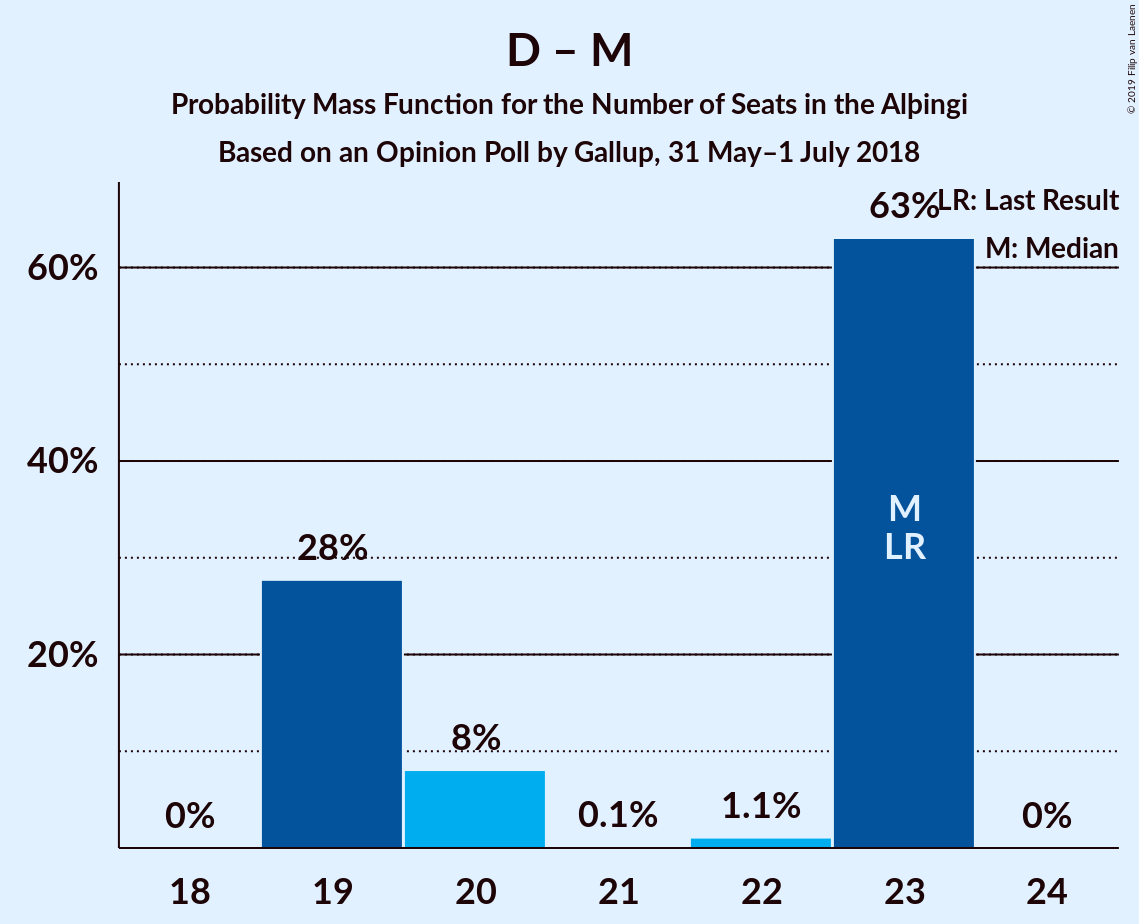 D – M
Probability Mass Function for the Number of Seats in the Alþingi
Based on an Opinion Poll by Gallup, 31 May–1 July 2018
© 2019 Filip van Laenen
LR: Last Result
M: Median
63%
60%
40%
20%
0%
28%
8%
0.1%
1.1%
M
LR
0%
18
19
20
21
22
23
24